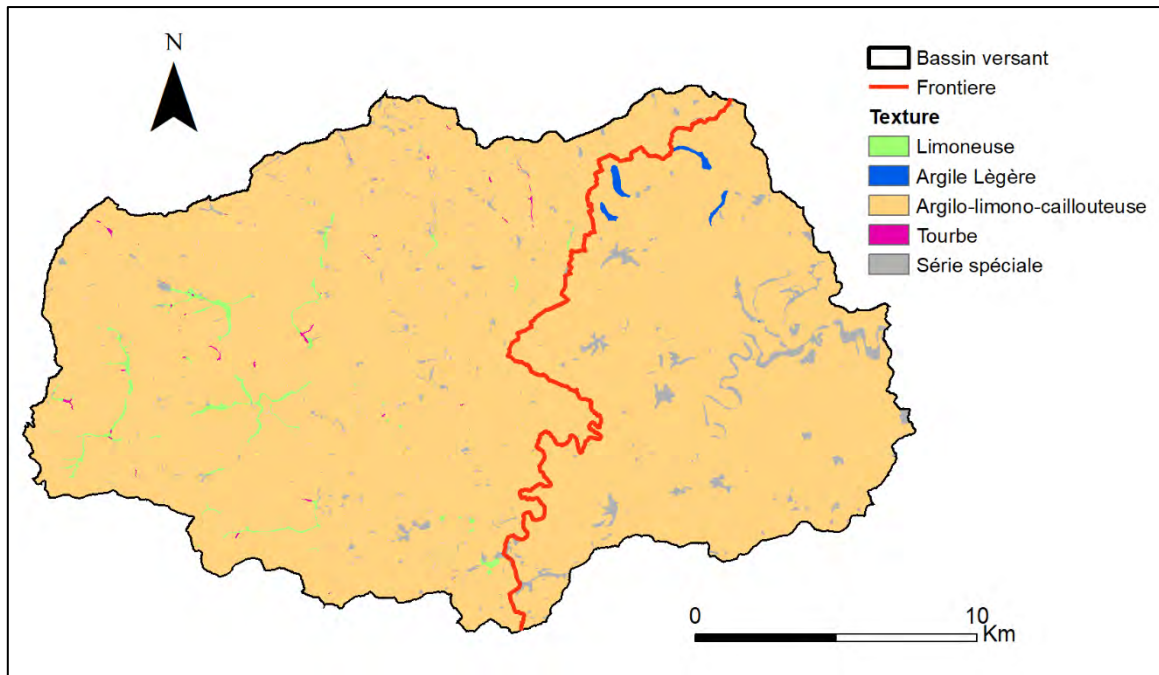 N
Bassin versant
Frontiere
Texture
Limoneuse
Argile Lègère
Argilo-limono-caillouteuse
Tourbe
Série spéciale
0 10
Km